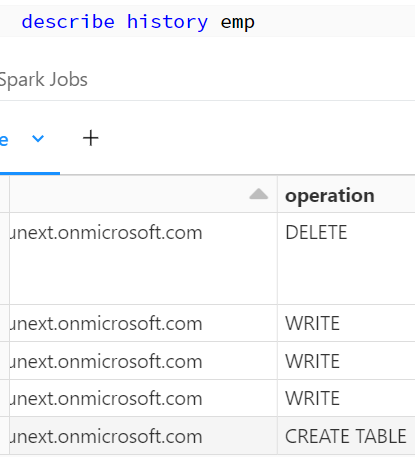 describe history emp
Spark Jobs
operation
unext.onmicrosoft.com DELETE
unext.onmicrosoft.com WRITE
unext.onmicrosoft.com WRITE
unext.onmicrosoft.com WRITE
unext.onmicrosoft.com CREATE TABLE